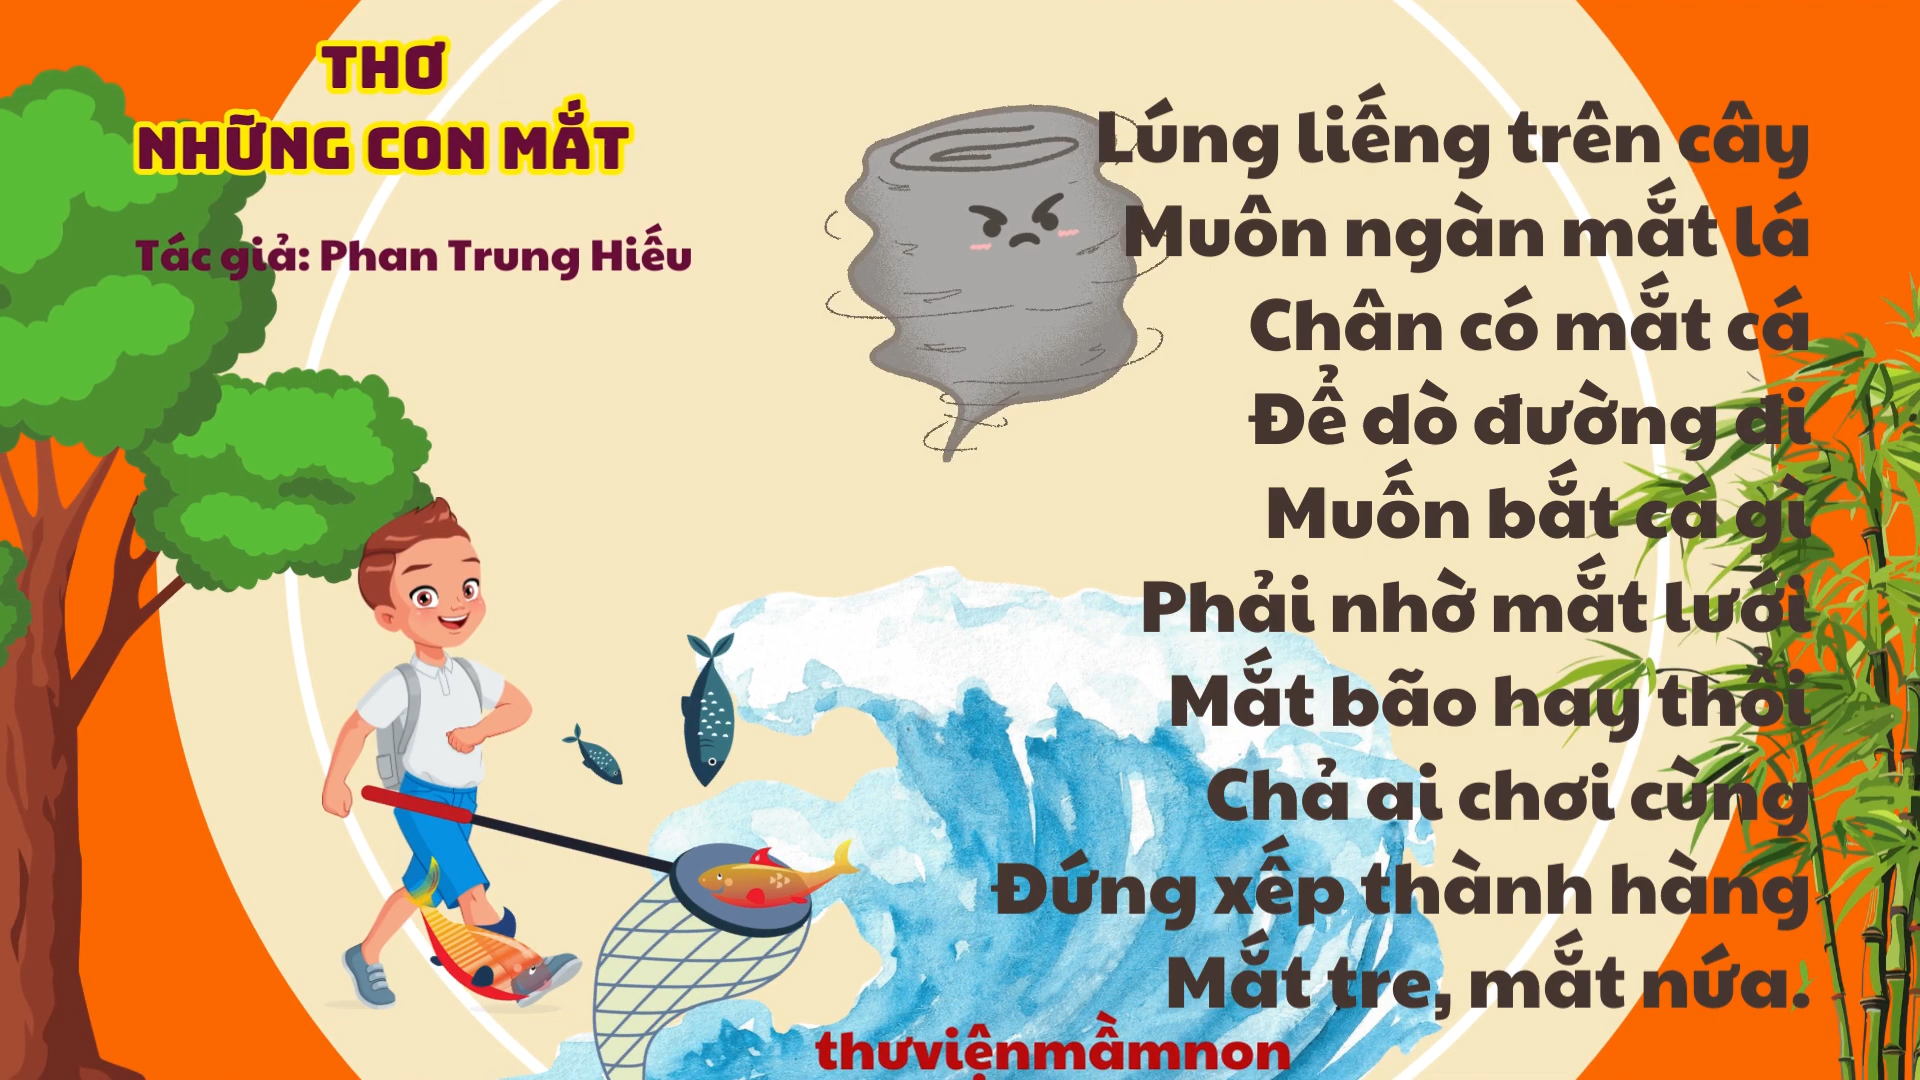 THƠ
NHỮNG CON MẮT
Tác giả: Phan Trung Hiếu
Lúng liếng trên cây
Muôn ngàn mắt lá
Chân có mắt cá
Để dò đường đi
Muốn bắt cá gì
Phải nhờ mắt lưới
Mắt bão hay thổi
Chả ai chơi cùng
Đứng xếp thành hàng
Mắt tre, mắt nứa.
thưviệnmầmnon